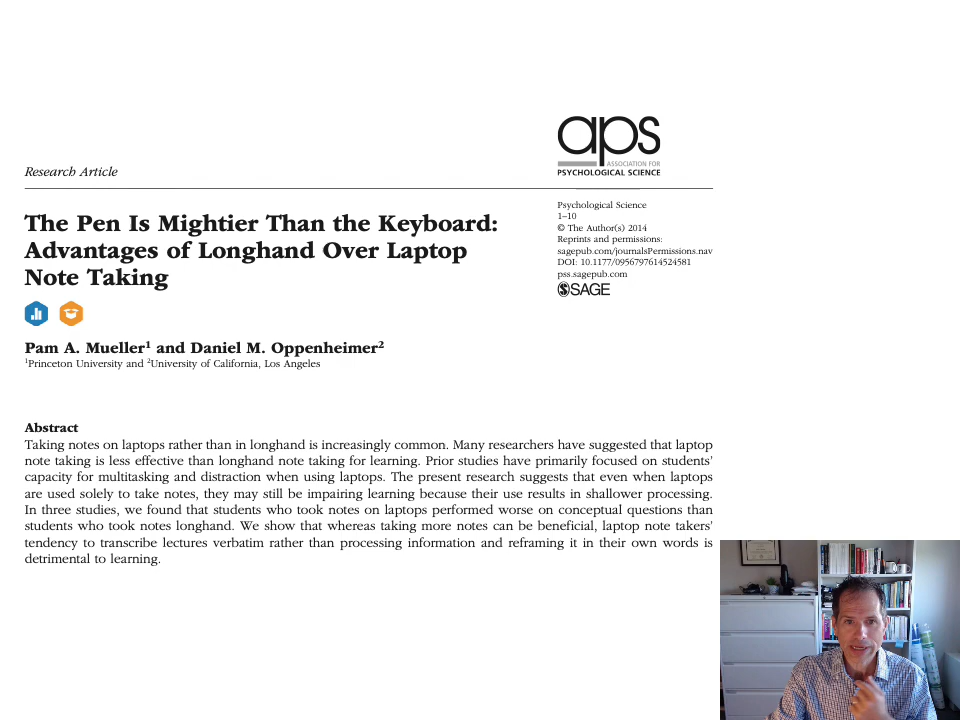 aps
ASSOCIATION FOR
PSYCHOLOGICAL SCIENCE
Research Article
The Pen Is Mightier Than the Keyboard:
Advantages of Longhand Over Laptop
Note Taking
Psychological Science
1–10
© The Author(s) 2014
Reprints and permissions:
sagepub.com/journalsPermissions.nav
DOI: 10.1177/0956797614524581
pss.sagepub.com
SAGE
Pam A. Mueller¹ and Daniel M. Oppenheimer²
¹Princeton University and ²University of California, Los Angeles
Abstract
Taking notes on laptops rather than in longhand is increasingly common. Many researchers have suggested that laptop
note taking is less effective than longhand note taking for learning. Prior studies have primarily focused on students’
capacity for multitasking and distraction when using laptops. The present research suggests that even when laptops
are used solely to take notes, they may still be impairing learning because their use results in shallower processing.
In three studies, we found that students who took notes on laptops performed worse on conceptual questions than
students who took notes longhand. We show that whereas taking more notes can be beneficial, laptop note takers’
tendency to transcribe lectures verbatim rather than processing information and reframing it in their own words is
detrimental to learning.